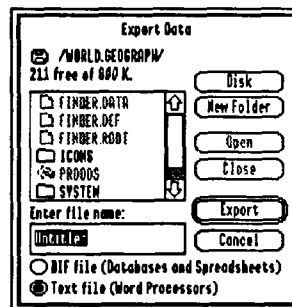 Export Data
/WORLD.GEOGRAPH/
211 free of 800 K.
Disk
New Folder
FINDER.DATA
FINDER.DEF
FINDER.ROOT
ICONS
PRODOS
SYSTEM
Open
Close
Enter file name:
Untitled
Export
Cancel
DIF file (Databases and Spreadsheets)
Text file (Word Processors)